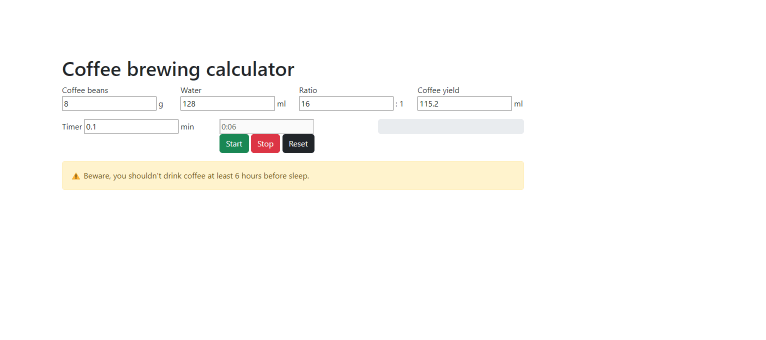 Coffee brewing calculator
Coffee beans Water Ratio Coffee yield
8 g 128 ml 16 : 1 115.2 ml
Timer 0.1 min 0:06
Start Stop Reset
⚠ Beware, you shouldn't drink coffee at least 6 hours before sleep.